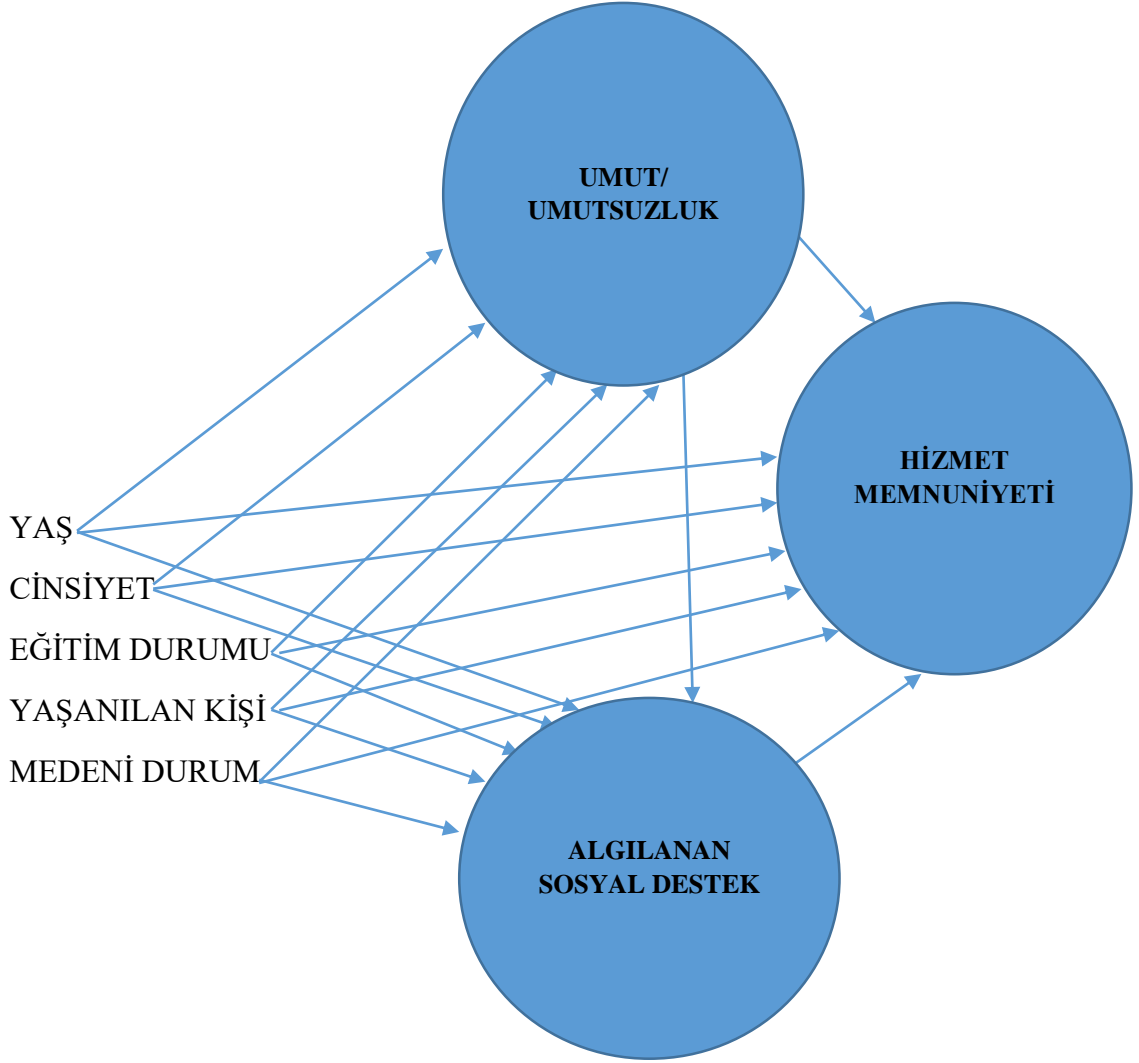 UMUT/
UMUTSUZLUK
HİZMET
MEMNUNİYETİ
YAŞ
CİNSİYET
EĞİTİM DURUMU
YAŞANILAN KİŞİ
MEDENİ DURUM
ALGILANAN
SOSYAL DESTEK